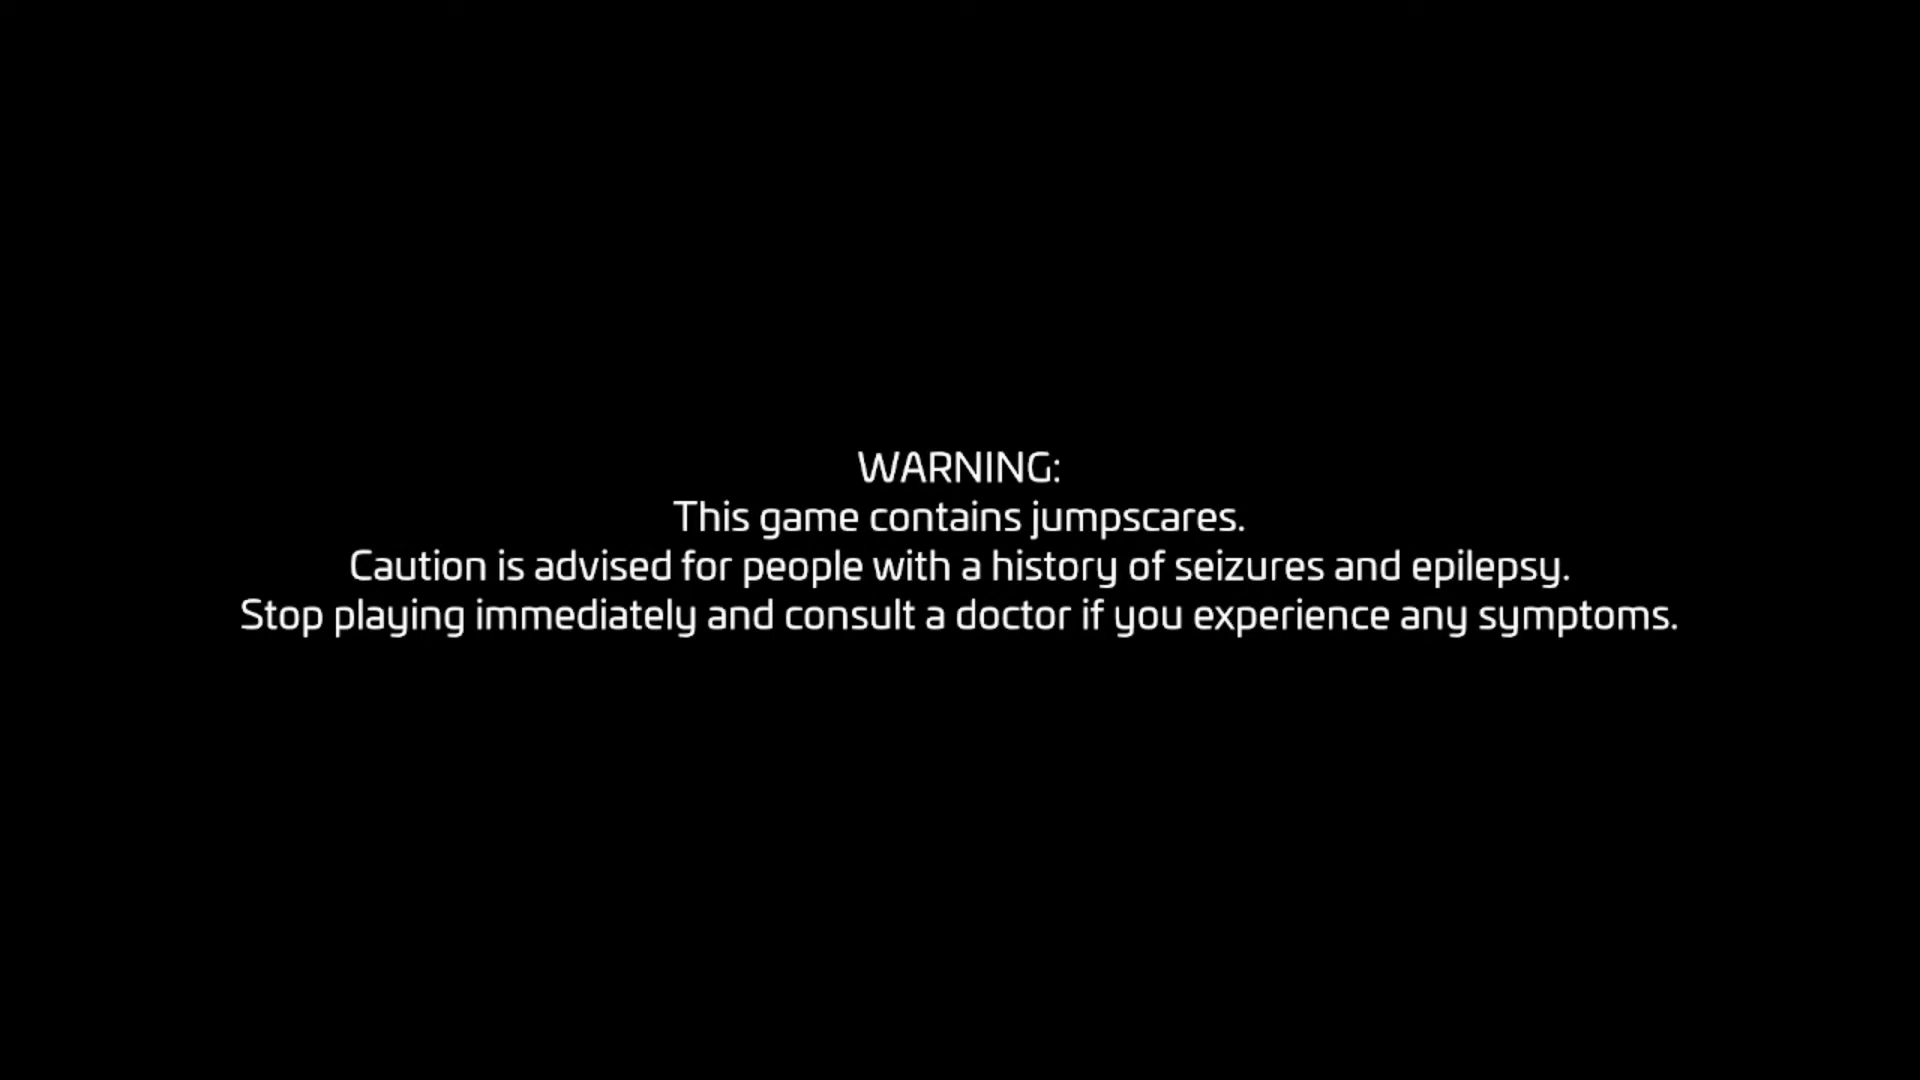 WARNING:
This game contains jumpscares.
Caution is advised for people with a history of seizures and epilepsy.
Stop playing immediately and consult a doctor if you experience any symptoms.